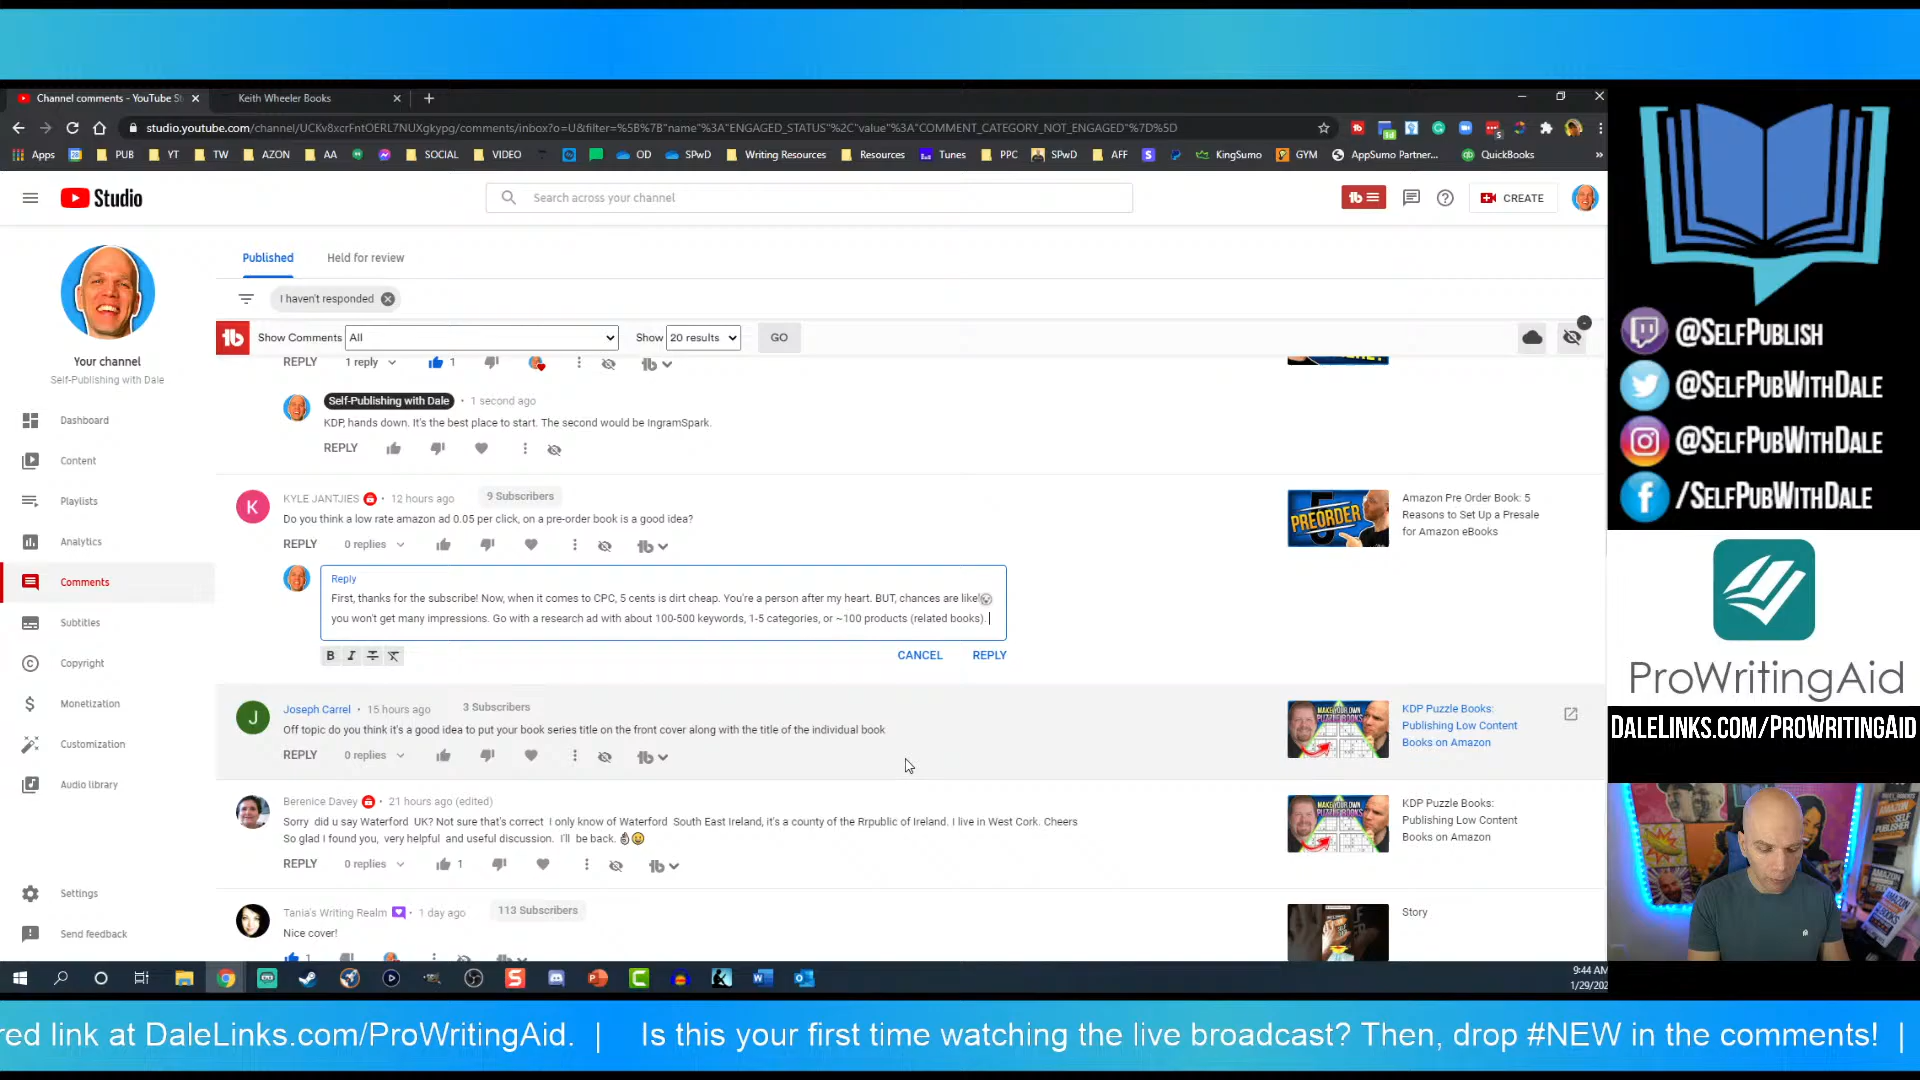 Channel comments - YouTube St
Keith Wheeler Books
studio.youtube.com/channel/UCKv8xcrFntOERL7NUXgkypg/comments/inbox?o=U&filter=%5B%7B"name"%3A"ENGAGED_STATUS"%2C"value"%3A"COMMENT_CATEGORY_NOT_ENGAGED"%7D%5D
Apps PUB YT TW AZON AA SOCIAL VIDEO OD SPwD Writing Resources Resources Tunes PPC SPwD AFF KingSumo GYM AppSumo Partner... QuickBooks »
Studio
Search across your channel
CREATE
Your channel
Self-Publishing with Dale
Dashboard
Content
Playlists
Analytics
Comments
Subtitles
Copyright
Monetization
Customization
Audio library
Settings
Send feedback
Published
Held for review
I haven't responded
Show Comments All Show 20 results GO
REPLY 1 reply 1
Self-Publishing with Dale • 1 second ago
KDP, hands down. It's the best place to start. The second would be IngramSpark.
REPLY
KYLE JANTJIES • 12 hours ago 9 Subscribers
Do you think a low rate amazon ad 0.05 per click, on a pre-order book is a good idea?
REPLY 0 replies
PREORDER
5
Amazon Pre Order Book: 5
Reasons to Set Up a Presale
for Amazon eBooks
Reply
First, thanks for the subscribe! Now, when it comes to CPC, 5 cents is dirt cheap. You're a person after my heart. BUT, chances are likel
you won't get many impressions. Go with a research ad with about 100-500 keywords, 1-5 categories, or ~100 products (related books).
B I
CANCEL REPLY
J
Joseph Carrel • 15 hours ago 3 Subscribers
Off topic do you think it's a good idea to put your book series title on the front cover along with the title of the individual book
REPLY 0 replies
MAKE YOUR OWN
PUZZLE BOOKS
KDP Puzzle Books:
Publishing Low Content
Books on Amazon
Berenice Davey • 21 hours ago (edited)
Sorry did u say Waterford UK? Not sure that's correct I only know of Waterford South East Ireland, it's a county of the Rrpublic of Ireland. I live in West Cork. Cheers
So glad I found you, very helpful and useful discussion. I'll be back.
REPLY 0 replies 1
MAKE YOUR OWN
PUZZLE BOOKS
KDP Puzzle Books:
Publishing Low Content
Books on Amazon
Tania's Writing Realm • 1 day ago 113 Subscribers
Nice cover!
Story
9:44 AM
1/29/202
@SelfPublish
@SelfPubWithDale
@SelfPubWithDale
/SelfPubWithDale
ProWritingAid
DaleLinks.com/ProWritingAid
red link at DaleLinks.com/ProWritingAid. | Is this your first time watching the live broadcast? Then, drop #NEW in the comments! |